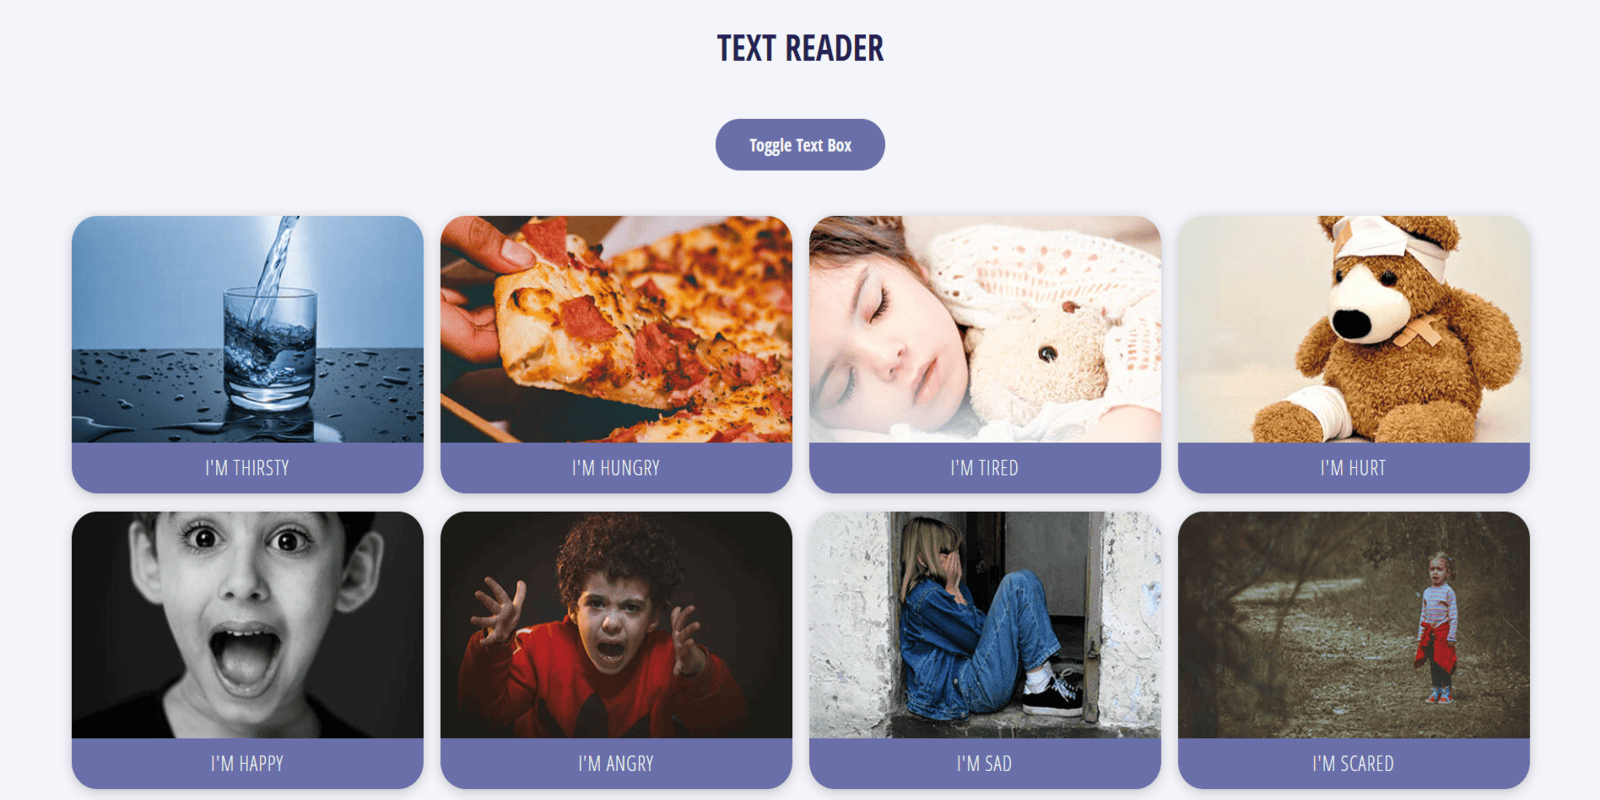 TEXT READER
Toggle Text Box
I'M THIRSTY
I'M HUNGRY
I'M TIRED
I'M HURT
I'M HAPPY
I'M ANGRY
I'M SAD
I'M SCARED